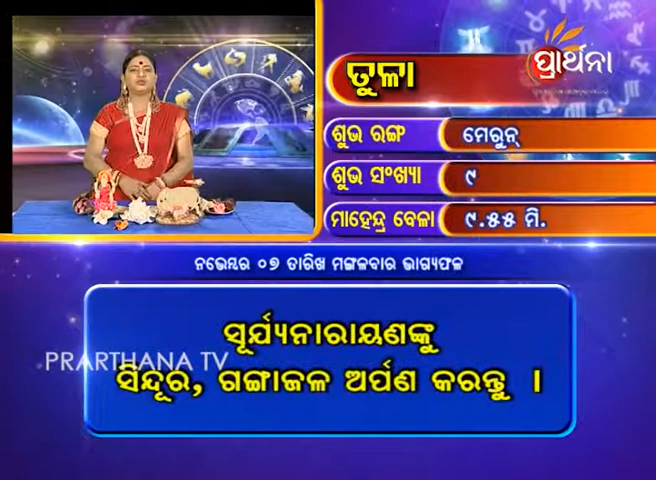 ତୁଳା
ପ୍ରାର୍ଥନା
ଶୁଭ ରଙ୍ଗ ମେରୁନ୍
ଶୁଭ ସଂଖ୍ୟା ୯
ମାହେନ୍ଦ୍ର ବେଳା ୯.୫୫ ମି.
ନଭେମ୍ବର ୦୭ ତାରିଖ ମଙ୍ଗଳବାର ଭାଗ୍ୟଫଳ
ସୂର୍ଯ୍ୟନାରାୟଣଙ୍କୁ
PRARTHANA TV
ସିନ୍ଦୂର, ଗଙ୍ଗାଜଳ ଅର୍ପଣ କରନ୍ତୁ ।